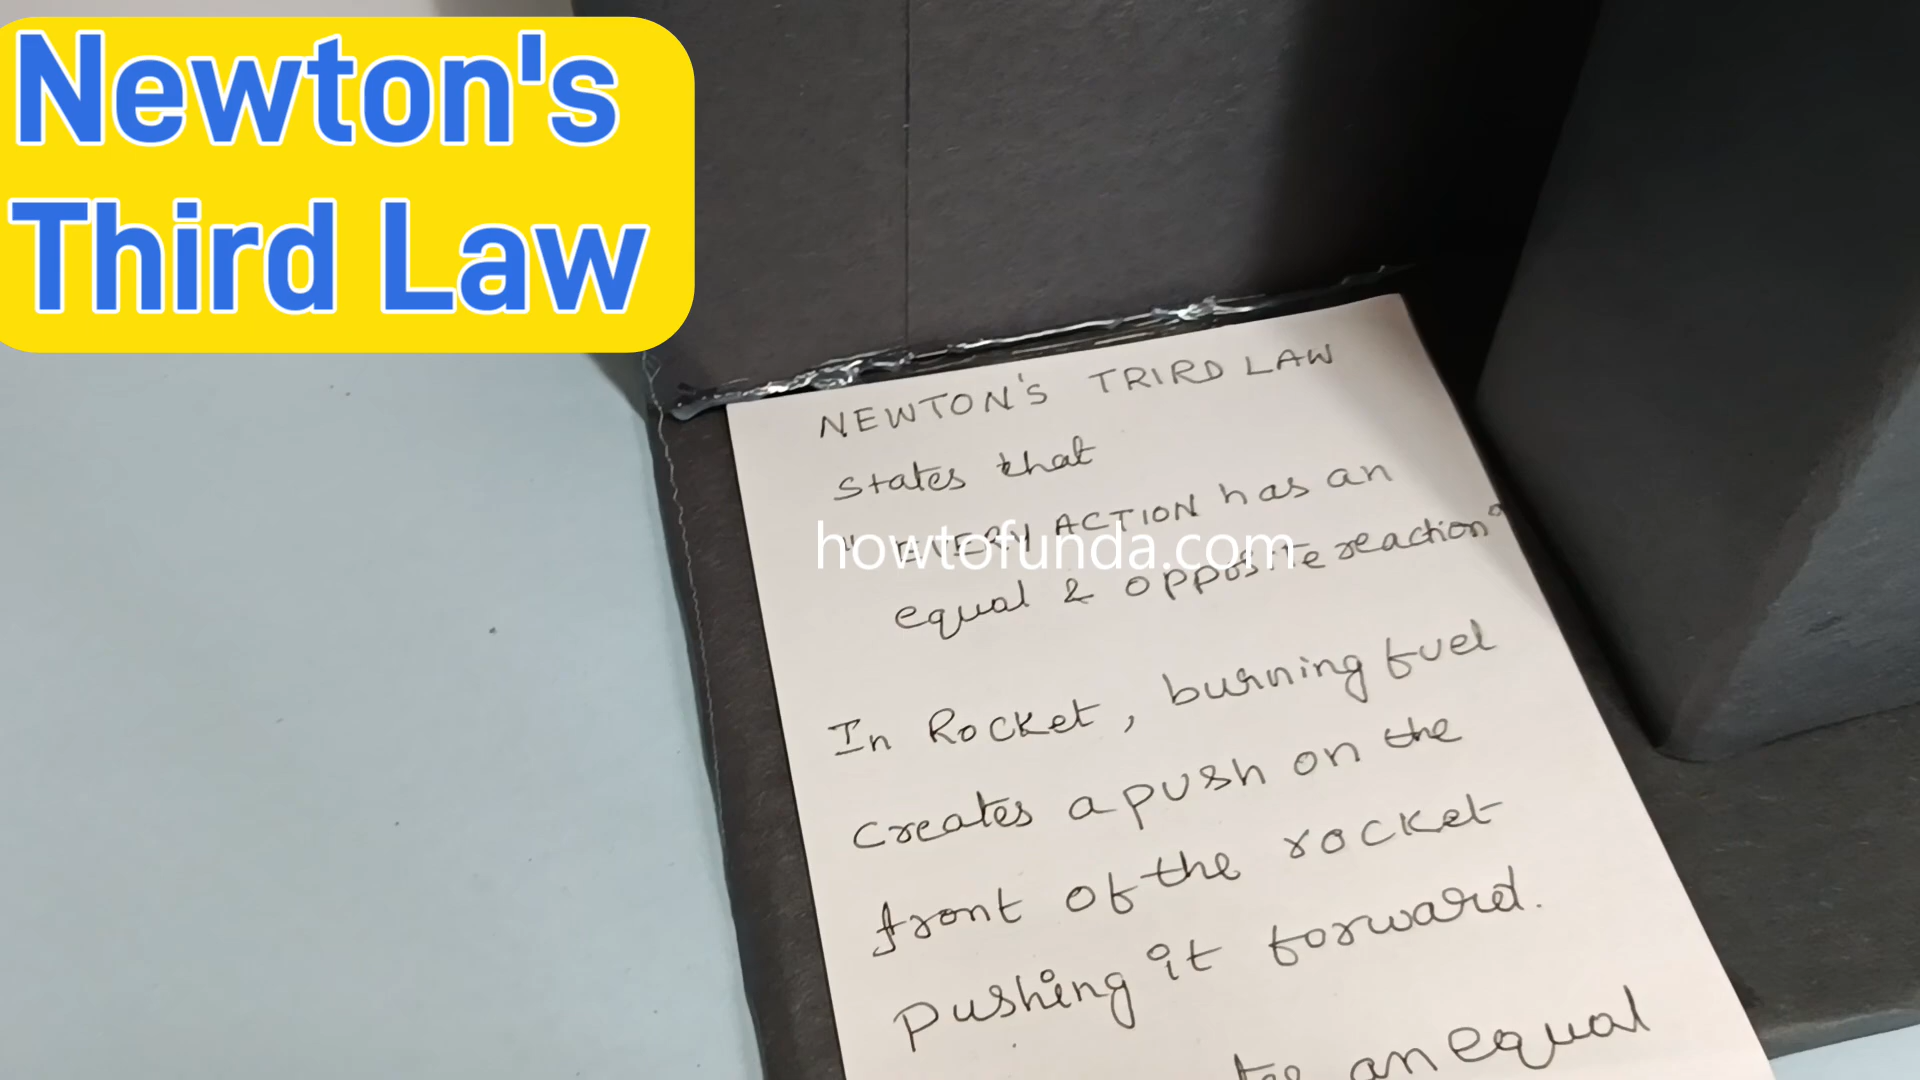 Newton's
Third Law
NEWTON'S TRIRD LAW
states that
" EVERY ACTION has an
howtofunda.com
equal & opposite reaction"
In Rocket, burning fuel
creates a push on the
front of the rocket
pushing it forward.
an equal